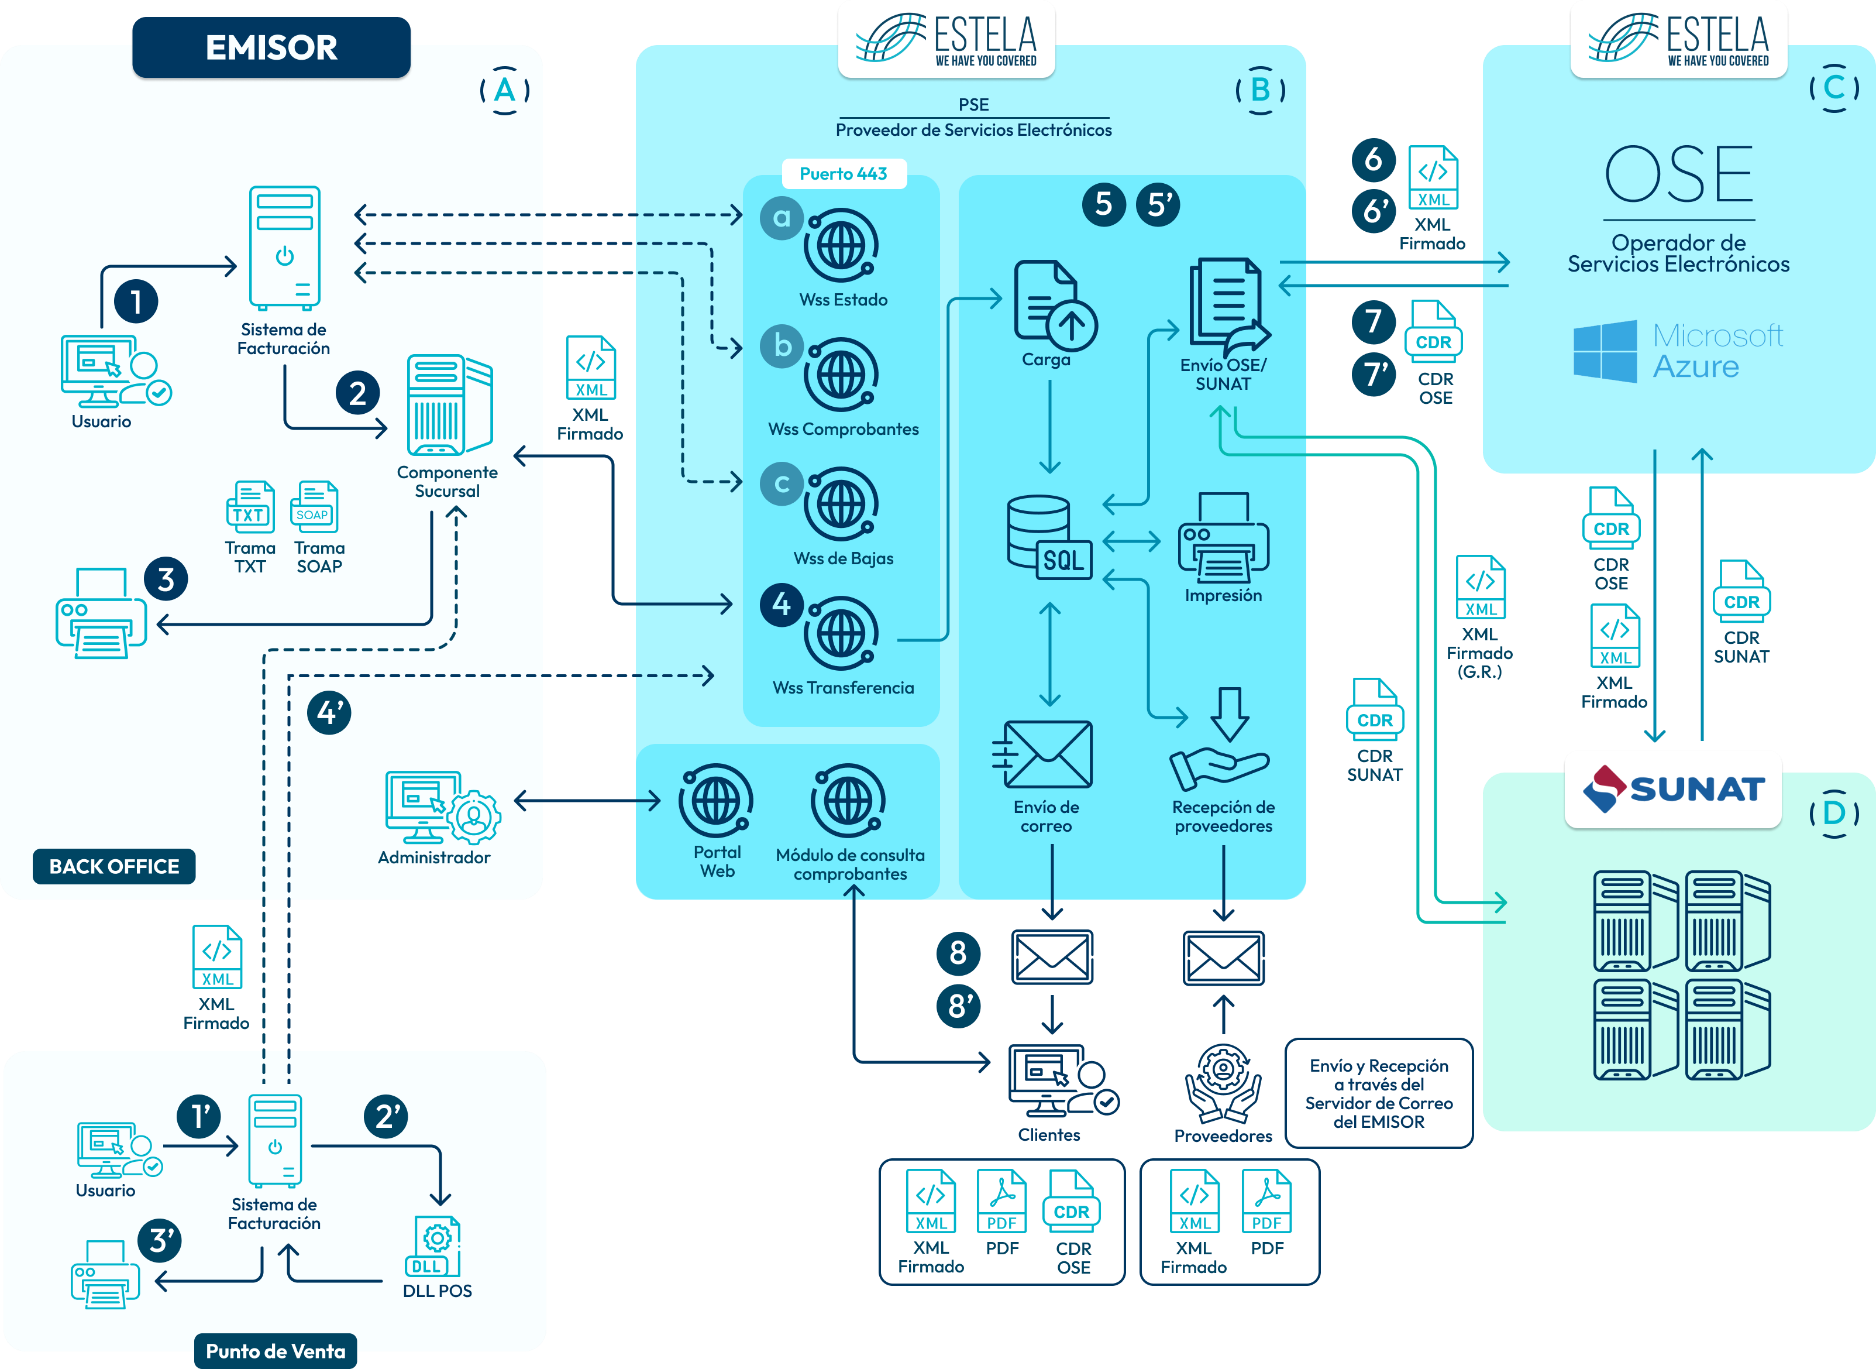 EMISOR
A
1
Usuario
Sistema de
Facturación
2
Componente
Sucursal
XML
XML
Firmado
TXT
Trama
TXT
SOAP
Trama
SOAP
3
4’
Administrador
BACK OFFICE
XML
XML
Firmado
1’
Usuario
Sistema de
Facturación
2’
DLL
DLL POS
3’
Punto de Venta
ESTELA
WE HAVE YOU COVERED
B
PSE
Proveedor de Servicios Electrónicos
Puerto 443
a
Wss Estado
b
Wss Comprobantes
c
Wss de Bajas
4
Wss Transferencia
Portal
Web
Módulo de consulta
comprobantes
5
5’
Carga
Envío OSE/
SUNAT
SQL
Impresión
Envío de
correo
Recepción de
proveedores
8
8’
Clientes
Proveedores
Envío y Recepción
a través del
Servidor de Correo
del EMISOR
XML
XML
Firmado
PDF
PDF
CDR
CDR
OSE
XML
XML
Firmado
PDF
PDF
6
6’
XML
XML
Firmado
7
7’
CDR
CDR
OSE
ESTELA
WE HAVE YOU COVERED
C
OSE
Operador de
Servicios Electrónicos
Microsoft
Azure
CDR
CDR
OSE
XML
XML
Firmado
CDR
CDR
SUNAT
XML
XML
Firmado
(G.R.)
CDR
CDR
SUNAT
SUNAT
D